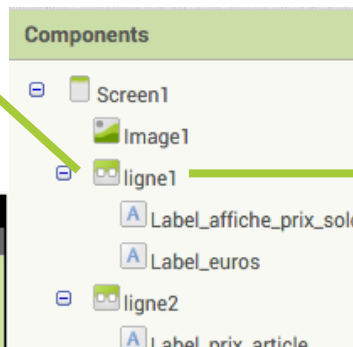 Components
Screen1
Image1
ligne1
A Label_affiche_prix_sol
A Label_euros
ligne2
A Label_prix_article